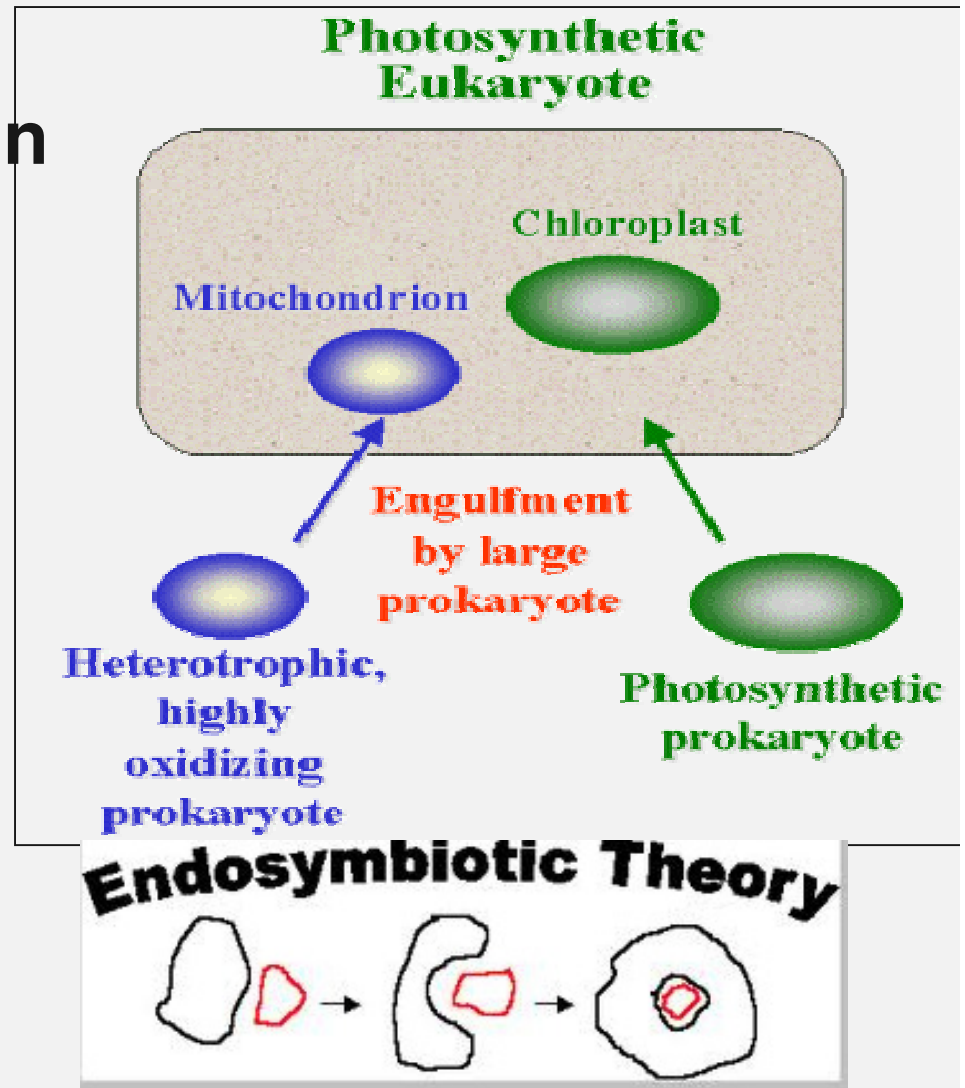 Photosynthetic
Eukaryote
n
Chloroplast
Mitochondrion
Engulfment
by large
prokaryote
Heterotrophic,
highly
oxidizing
prokaryote
Photosynthetic
prokaryote
Endosymbiotic Theory